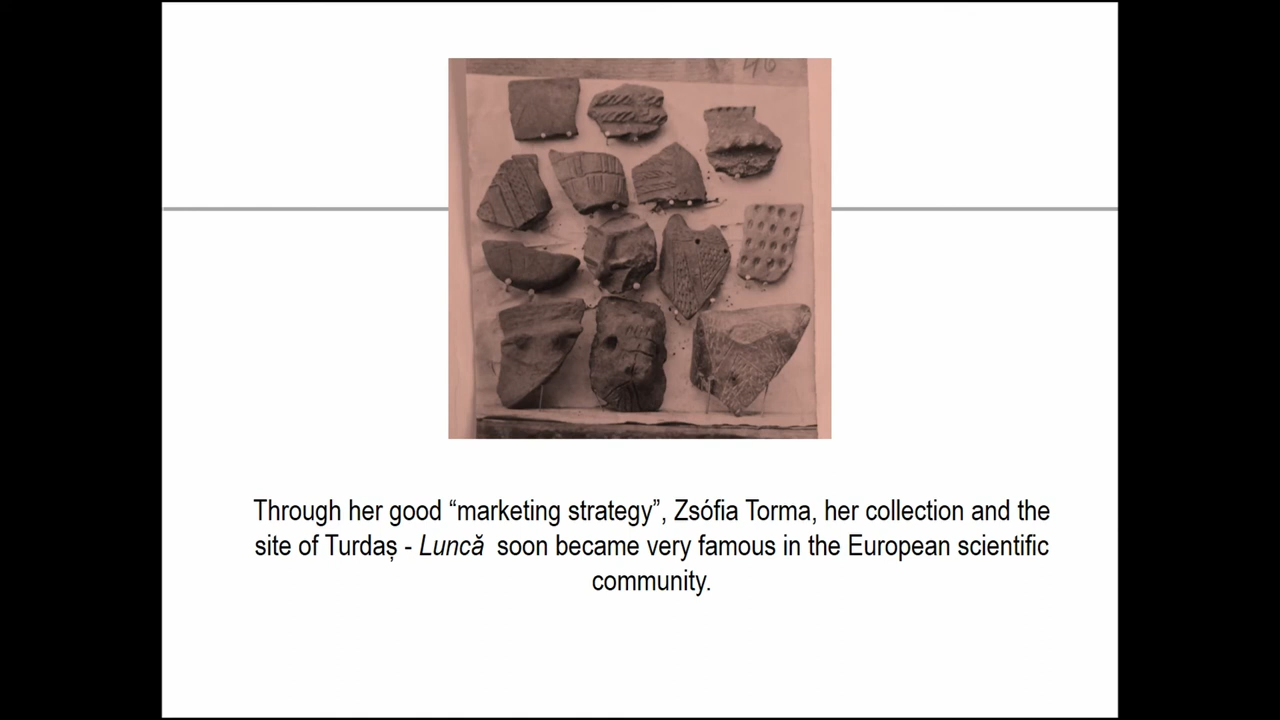 46
Through her good “marketing strategy”, Zsófia Torma, her collection and the
site of Turdaș - Luncă soon became very famous in the European scientific
community.